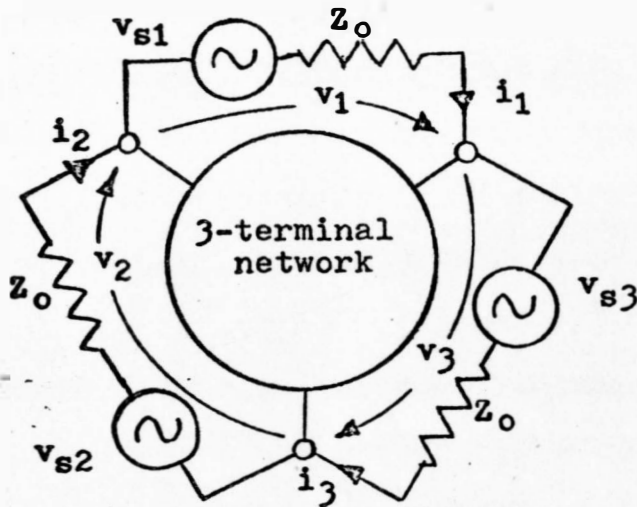 v_s1
Z_o
v_1
i_1
i_2
3-terminal
network
v_2
Z_o
v_s3
v_3
Z_o
v_s2
i_3